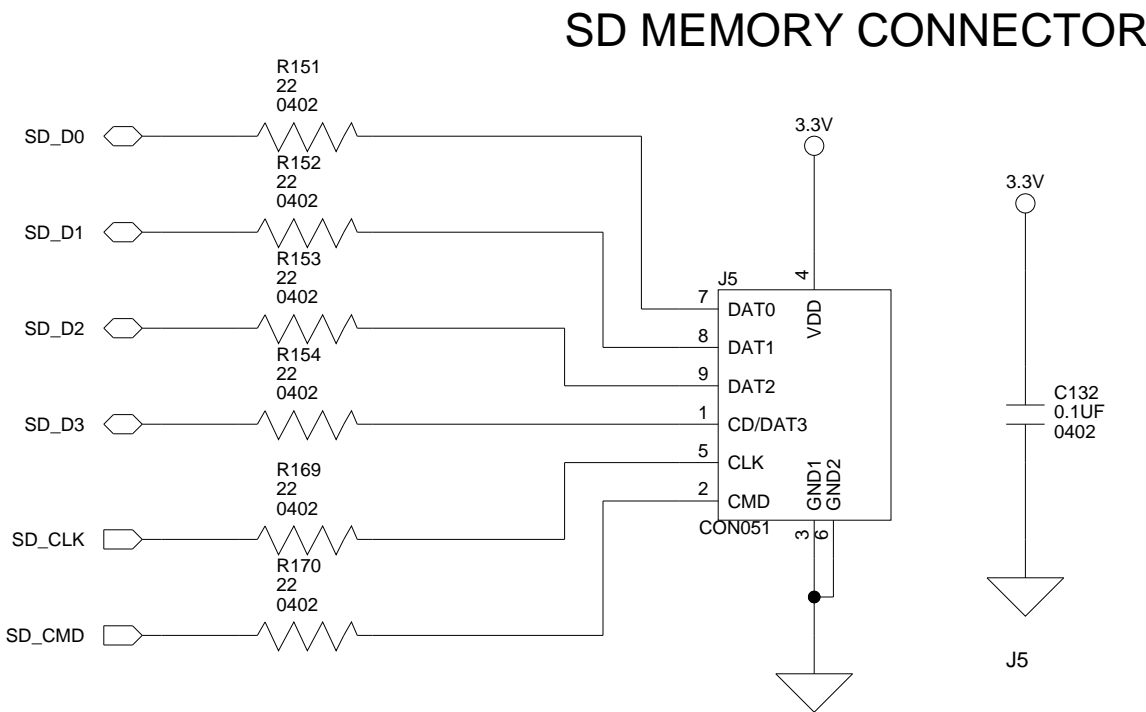 SD MEMORY CONNECTOR
R151
22
0402
SD_D0
R152
22
0402
SD_D1
R153
22
0402
SD_D2
R154
22
0402
SD_D3
R169
22
0402
SD_CLK
R170
22
0402
SD_CMD
3.3V
4
J5
VDD
7 DAT0
8 DAT1
9 DAT2
1 CD/DAT3
5 CLK
2 CMD
GND1
GND2
CON051
3
6
3.3V
C132
0.1UF
0402
J5